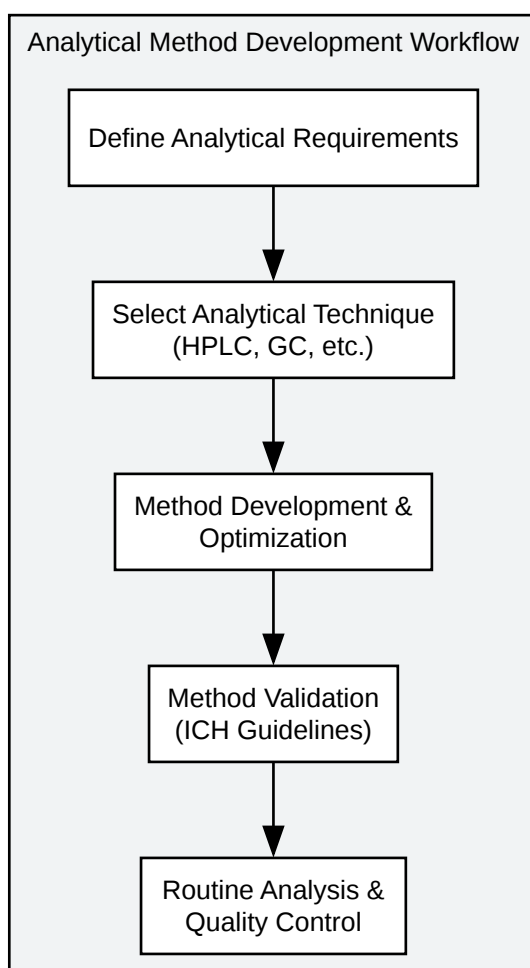 Analytical Method Development Workflow
Define Analytical Requirements
Select Analytical Technique
(HPLC, GC, etc.)
Method Development &
Optimization
Method Validation
(ICH Guidelines)
Routine Analysis &
Quality Control